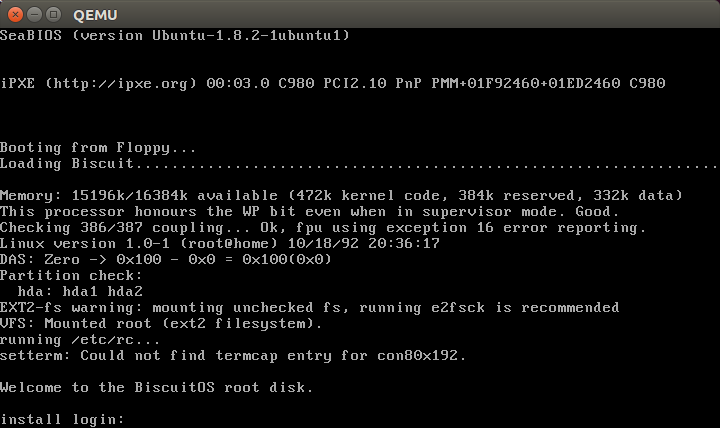 QEMU
SeaBIOS (version Ubuntu-1.8.2-1ubuntu1)
iPXE (http://ipxe.org) 00:03.0 C980 PCI2.10 PnP PMM+01F92460+01ED2460 C980
Booting from Floppy...
Loading Biscuit................................................................
Memory: 15196k/16384k available (472k kernel code, 384k reserved, 332k data)
This processor honours the WP bit even when in supervisor mode. Good.
Checking 386/387 coupling... Ok, fpu using exception 16 error reporting.
Linux version 1.0-1 (root@home) 10/18/92 20:36:17
DAS: Zero -> 0x100 - 0x0 = 0x100(0x0)
Partition check:
hda: hda1 hda2
EXT2-fs warning: mounting unchecked fs, running e2fsck is recommended
VFS: Mounted root (ext2 filesystem).
running /etc/rc...
setterm: Could not find termcap entry for con80x192.
Welcome to the BiscuitOS root disk.
install login: